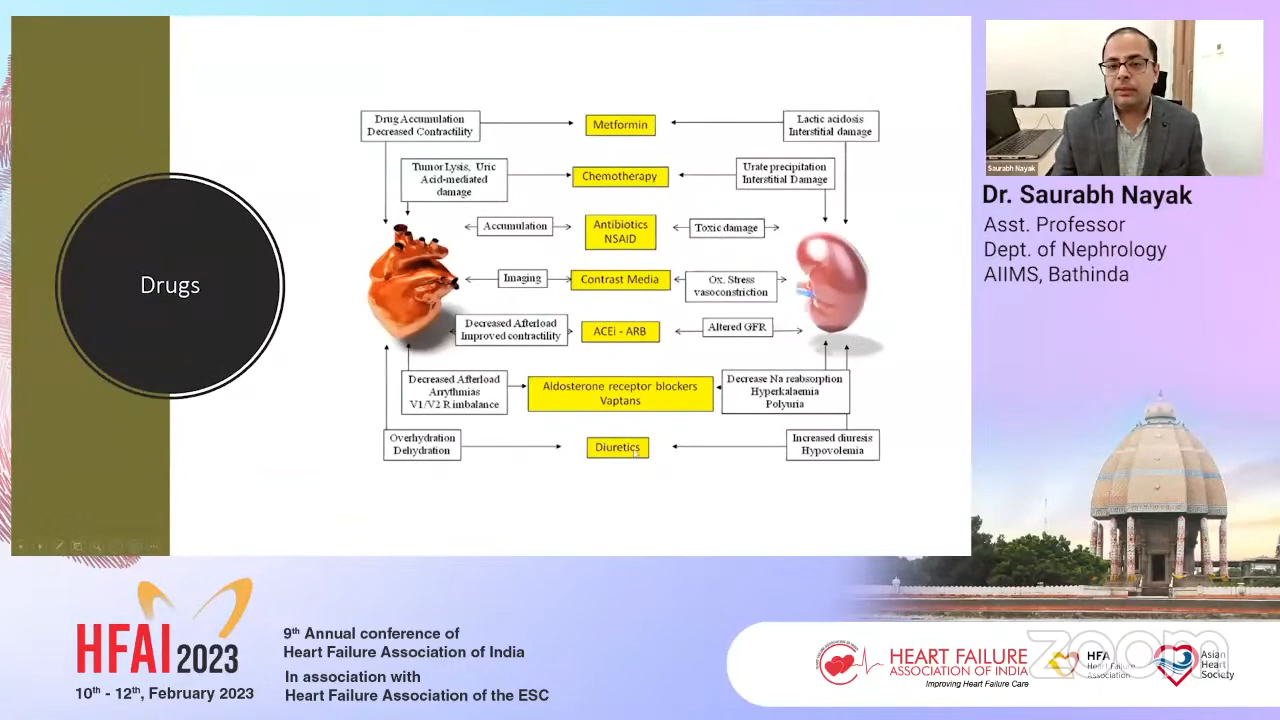 Drugs
Drug Accumulation
Decreased Contractility
Metformin
Lactic acidosis
Interstitial damage
Tumor Lysis, Uric
Acid-mediated
damage
Chemotherapy
Urate precipitation
Interstitial Damage
Accumulation
Antibiotics
NSAID
Toxic damage
Imaging
Contrast Media
Ox. Stress
vasoconstriction
Decreased Afterload
Improved contractility
ACEi - ARB
Altered GFR
Decreased Afterload
Arrythmias
V1/V2 R imbalance
Aldosterone receptor blockers
Vaptans
Decrease Na reabsorption
Hyperkalaemia
Polyuria
Overhydration
Dehydration
Diuretics
Increased diuresis
Hypovolemia
Saurabh Nayak
Dr. Saurabh Nayak
Asst. Professor
Dept. of Nephrology
AIIMS, Bathinda
HFAI 2023
10th - 12th, February 2023
9th Annual conference of
Heart Failure Association of India
In association with
Heart Failure Association of the ESC
HEART FAILURE
ASSOCIATION OF INDIA
Improving Heart Failure Care
HFA
Heart Failure
Association
Asian
Heart
Society
zoom